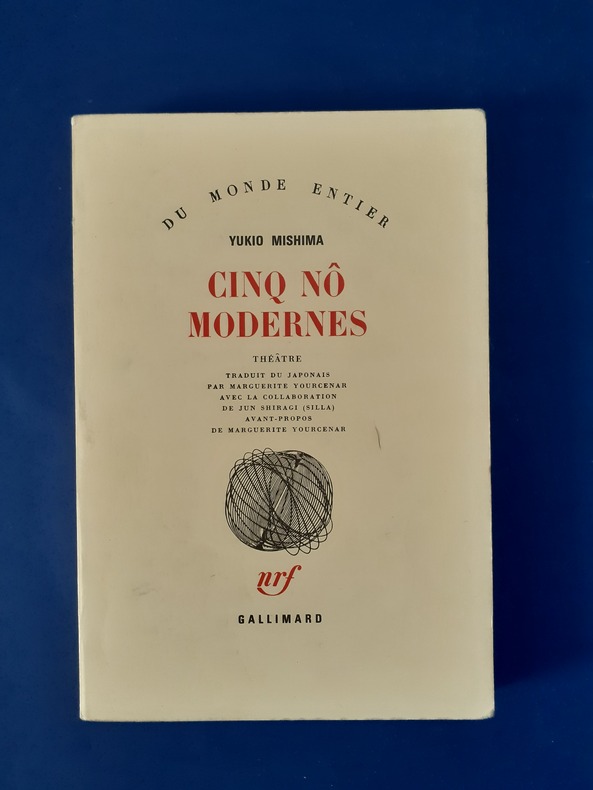 DU MONDE ENTIER
YUKIO MISHIMA
CINQ NÔ
MODERNES
THÉÂTRE
TRADUIT DU JAPONAIS
PAR MARGUERITE YOURCENAR
AVEC LA COLLABORATION
DE JUN SHIRAGI (SILLA)
AVANT-PROPOS
DE MARGUERITE YOURCENAR
nrf
GALLIMARD